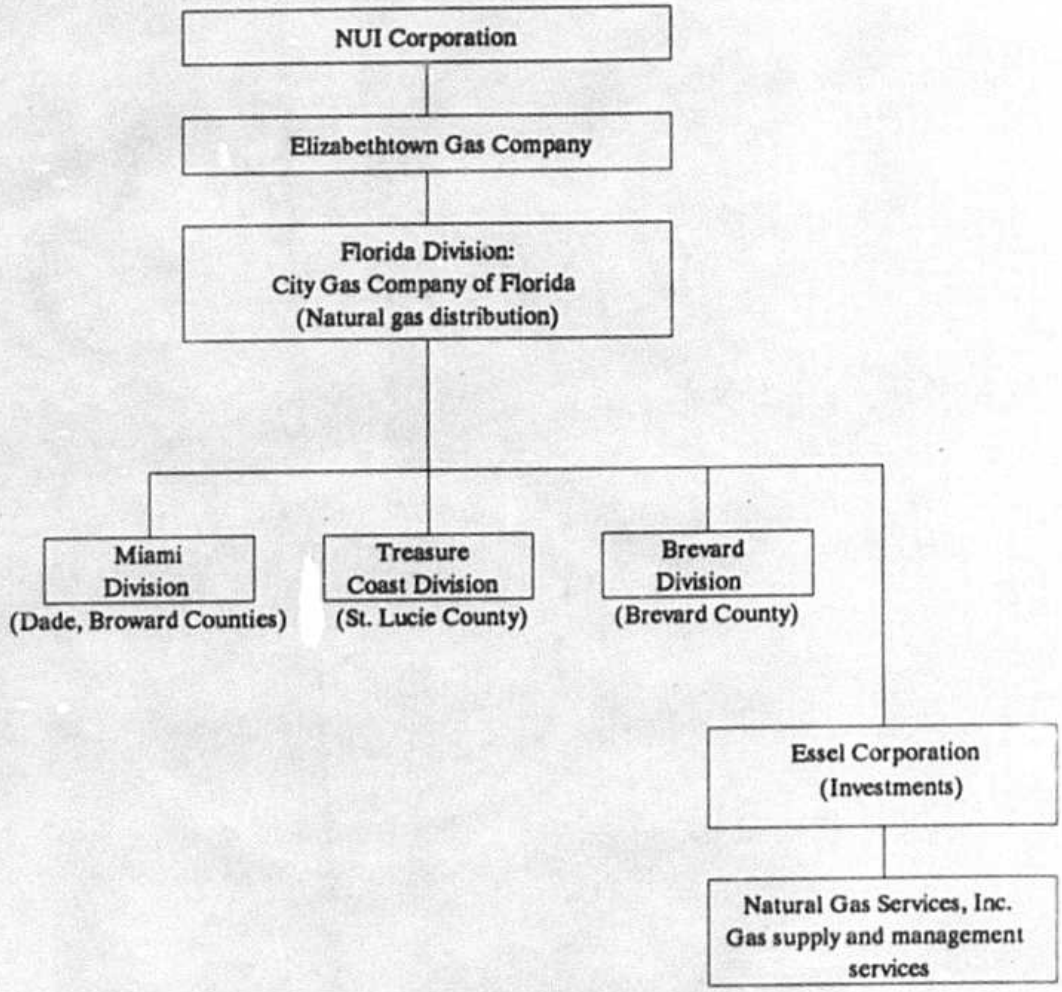 NUI Corporation
Elizabethtown Gas Company
Florida Division:
City Gas Company of Florida
(Natural gas distribution)
Miami
Division
(Dade, Broward Counties)
Treasure
Coast Division
(St. Lucie County)
Brevard
Division
(Brevard County)
Essel Corporation
(Investments)
Natural Gas Services, Inc.
Gas supply and management
services